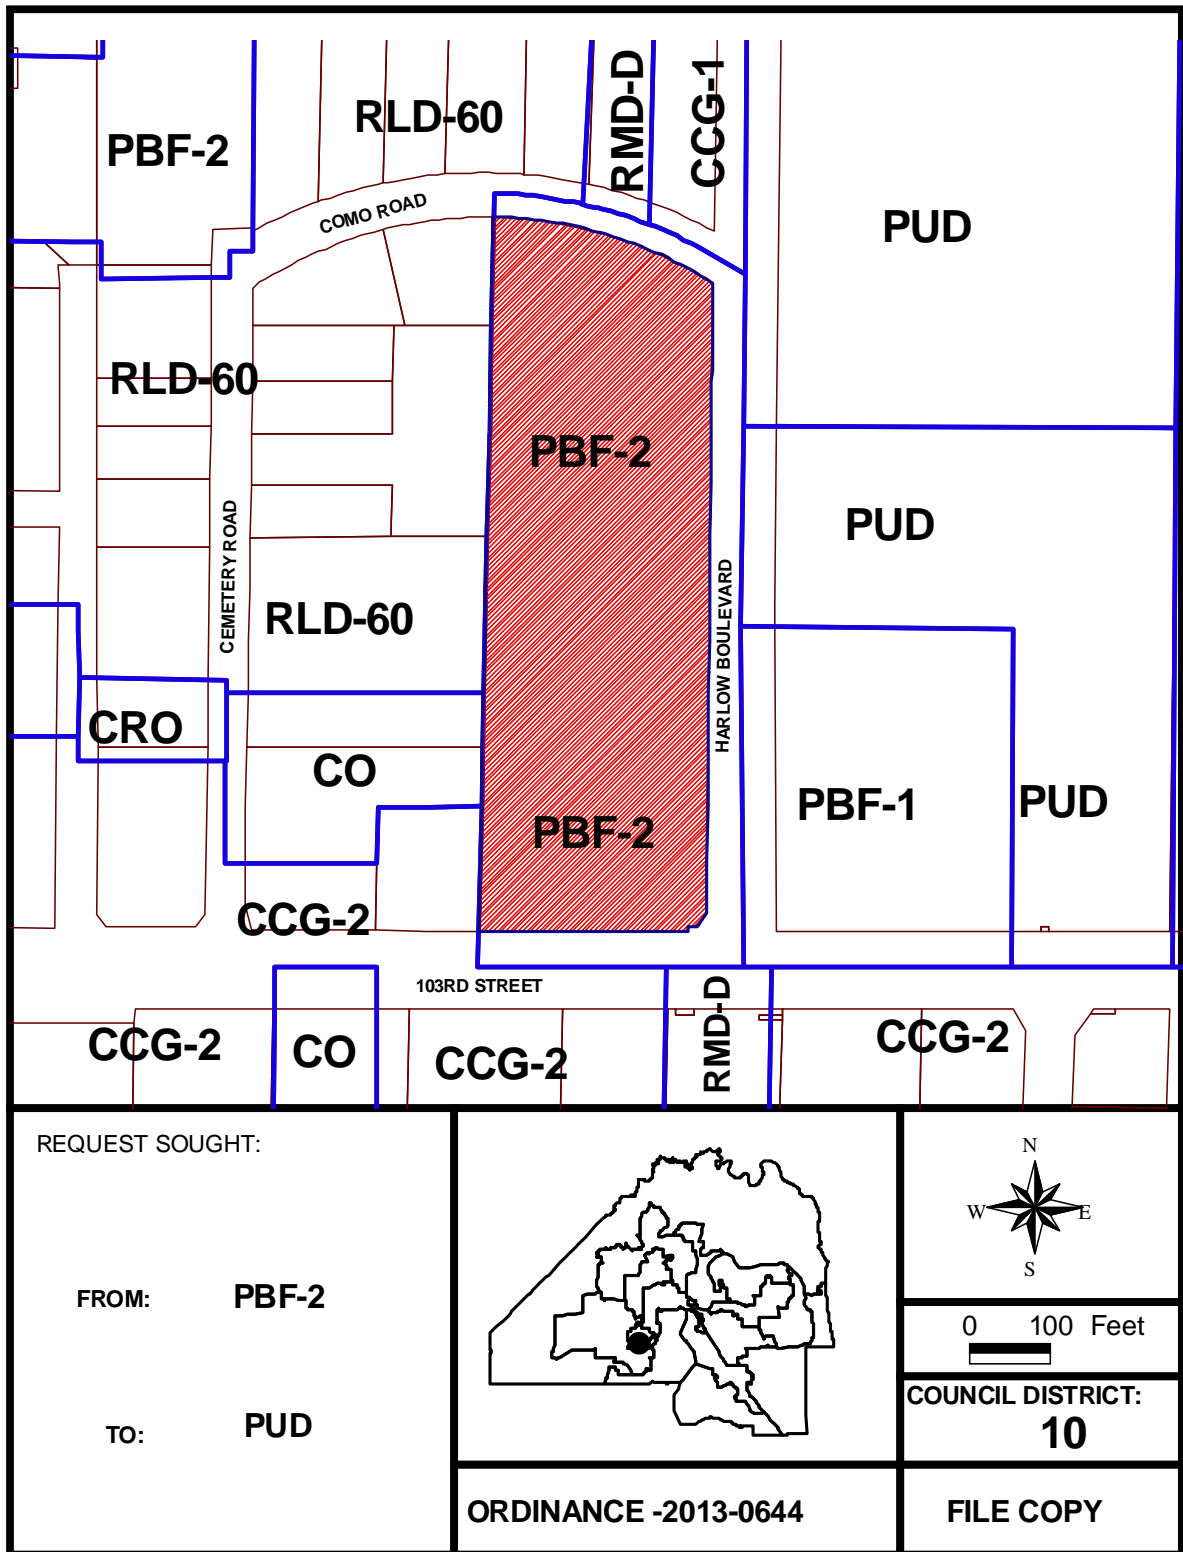 RLD-60
RMD-D
CCG-1
PBF-2
COMO ROAD
PUD
RLD-60
PBF-2
PUD
CEMETERY ROAD
HARLOW BOULEVARD
RLD-60
CRO
CO
PBF-1
PUD
PBF-2
CCG-2
103RD STREET
RMD-D
CCG-2
CO
CCG-2
CCG-2
REQUEST SOUGHT:
FROM: PBF-2
TO: PUD
N
W E
S
0 100 Feet
COUNCIL DISTRICT:
10
ORDINANCE -2013-0644
FILE COPY